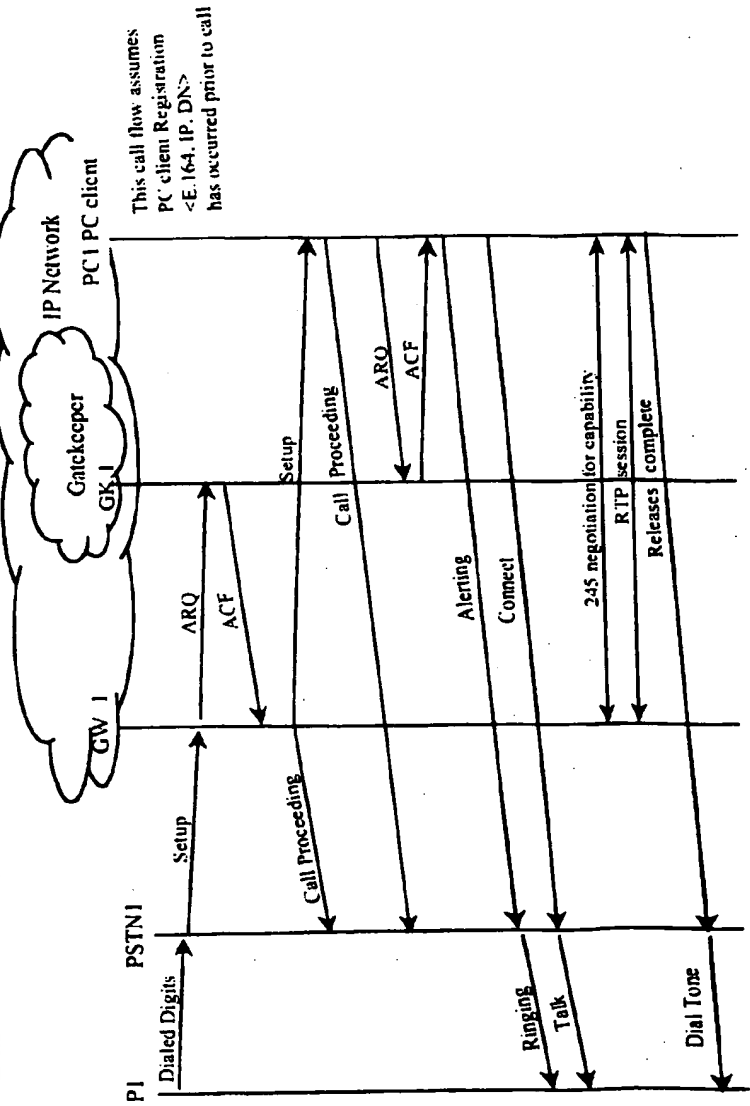 This call flow assumes
PC client Registration
<E.164. IP. DN>
has occurred prior to call
IP Network
PC1 PC client
Gatekeeper
GK 1
GW 1
PSTN1
P1
Dialed Digits
Setup
ARQ
ACF
Setup
Call Proceeding
Call Proceeding
ARQ
ACF
Alerting
Connect
Ringing
Talk
245 negotiation for capability
RTP session
Releases complete
Dial Tone